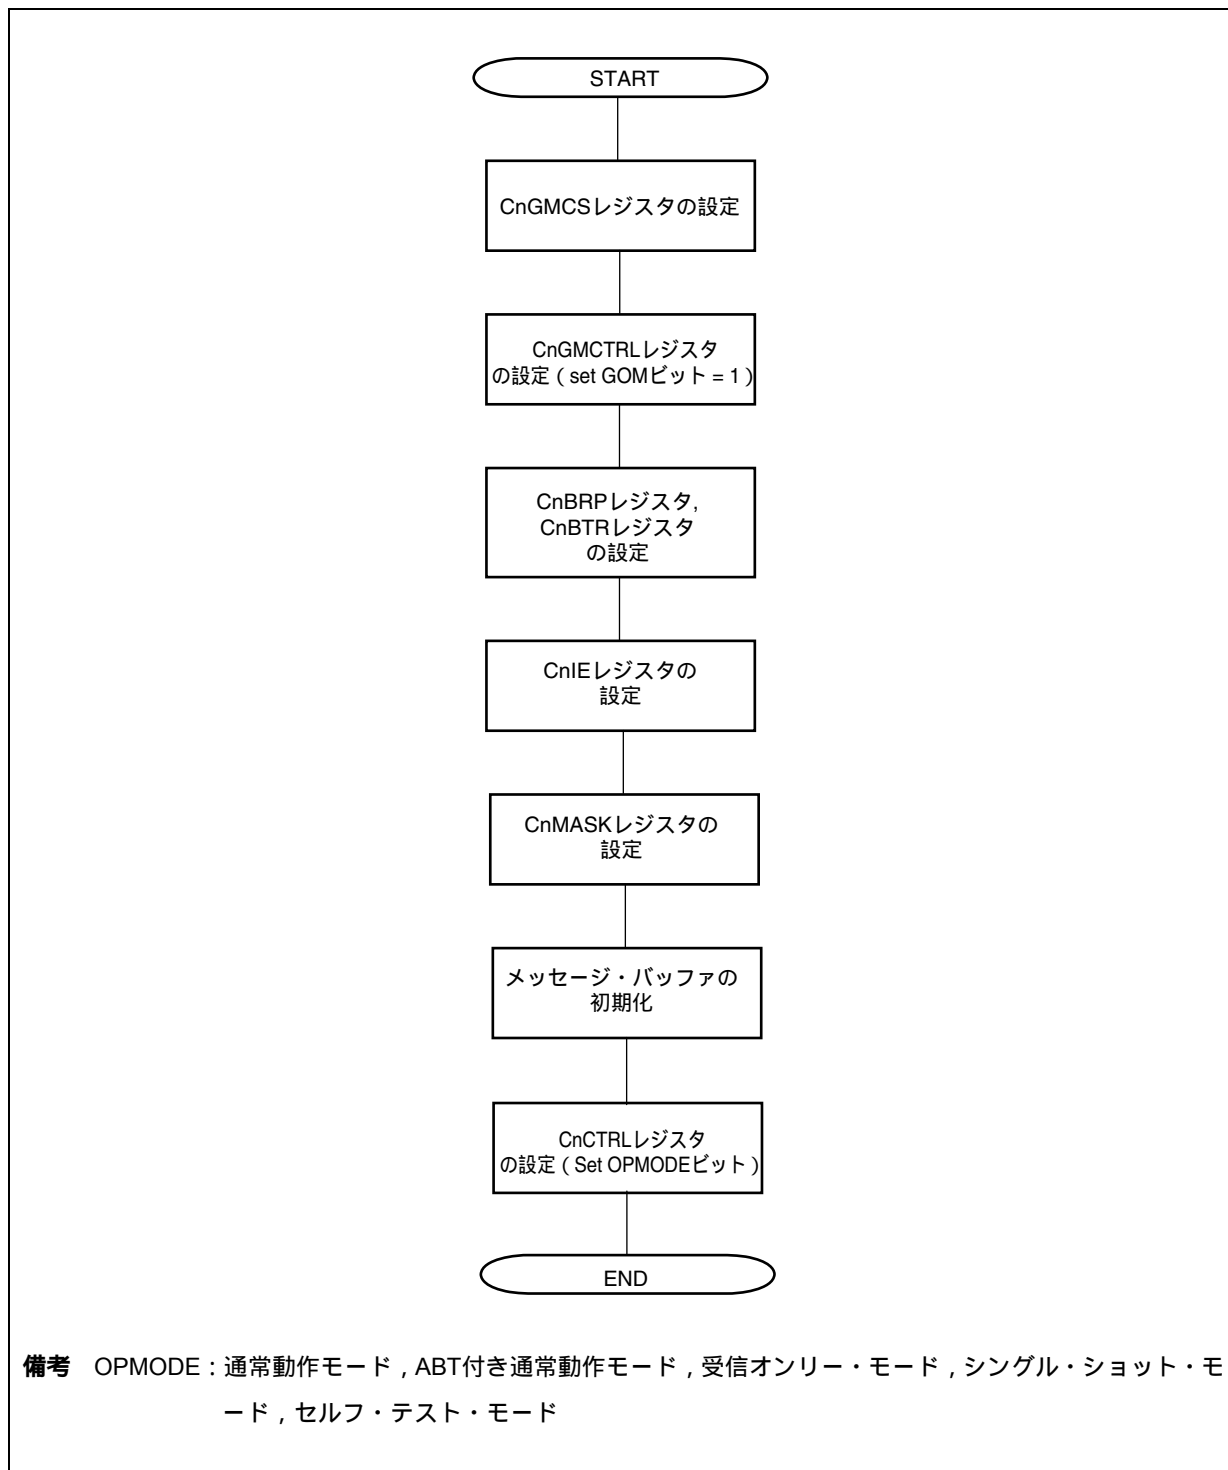 START
CnGMCSレジスタの設定
CnGMCTRLレジスタ
の設定（set GOMビット = 1）
CnBRPレジスタ,
CnBTRレジスタ
の設定
CnIEレジスタの
設定
CnMASKレジスタの
設定
メッセージ・バッファの
初期化
CnCTRLレジスタ
の設定（Set OPMODEビット）
END
備考 OPMODE：通常動作モード，ABT付き通常動作モード，受信オンリー・モード，シングル・ショット・モ
ード，セルフ・テスト・モード